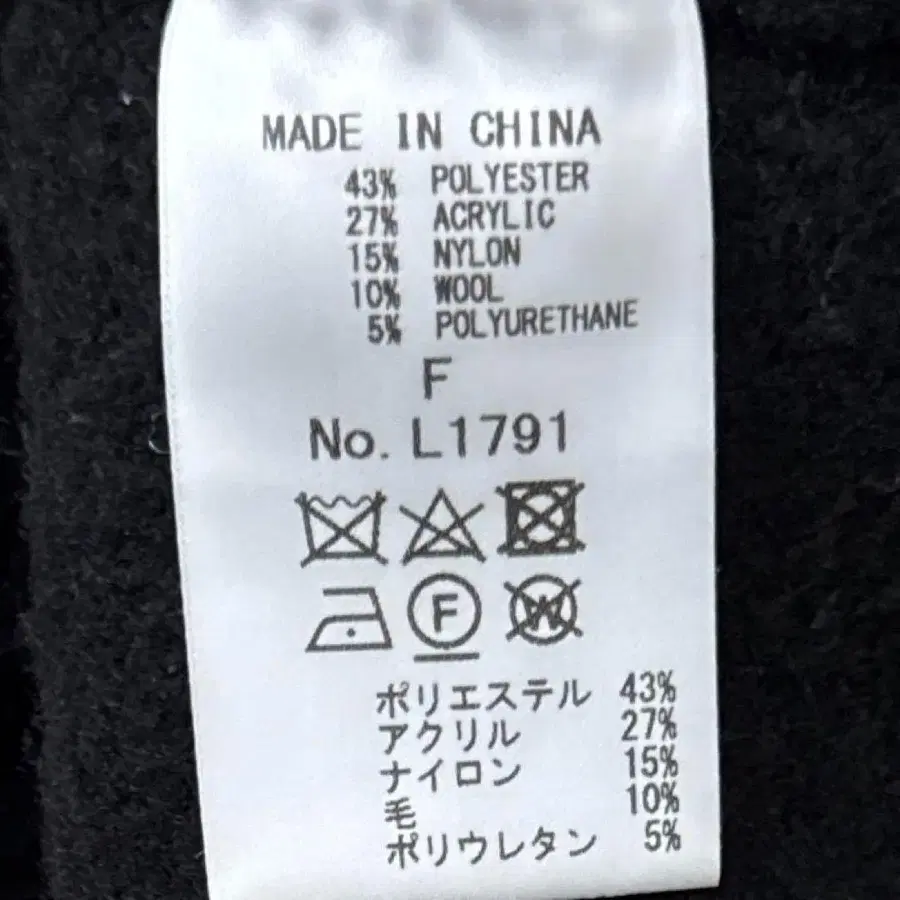 MADE IN CHINA
43% POLYESTER
27% ACRYLIC
15% NYLON
10% WOOL
5% POLYURETHANE
F
No. L1791
F W
ポリエステル 43%
アクリル 27%
ナイロン 15%
毛 10%
ポリウレタン 5%